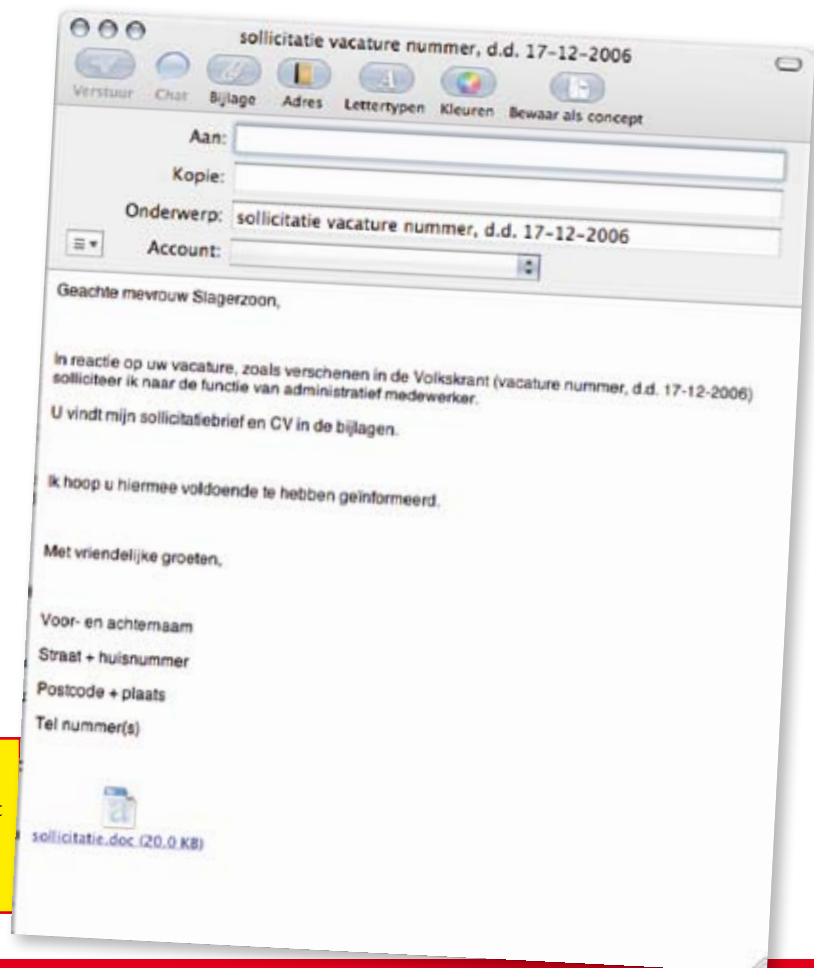 sollicitatie vacature nummer, d.d. 17-12-2006
Verstuur Chat Bijlage Adres Lettertypen Kleuren Bewaar als concept
Aan:
Kopie:
Onderwerp: sollicitatie vacature nummer, d.d. 17-12-2006
Account:
Geachte mevrouw Slagerzoon,
In reactie op uw vacature, zoals verschenen in de Volkskrant (vacature nummer, d.d. 17-12-2006)
solliciteer ik naar de functie van administratief medewerker.
U vindt mijn sollicitatiebrief en CV in de bijlagen.
Ik hoop u hiermee voldoende te hebben geïnformeerd.
Met vriendelijke groeten,
Voor- en achternaam
Straat + huisnummer
Postcode + plaats
Tel nummer(s)
sollicitatie.doc (20.0 KB)